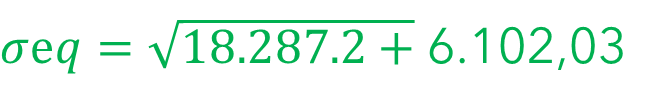 σeq = √18.287.2 + 6.102,03